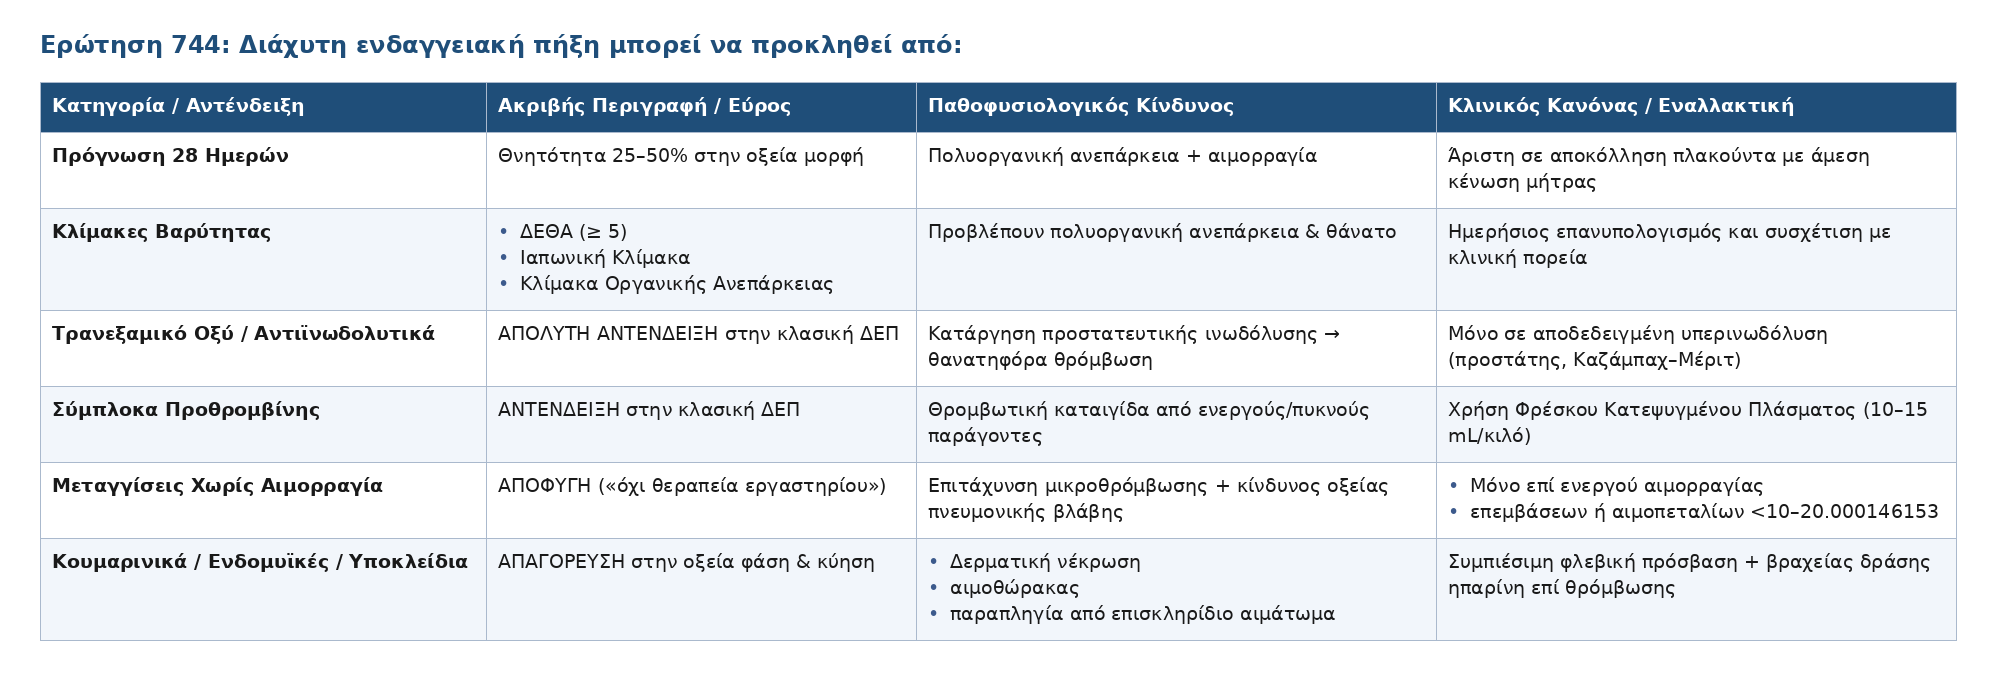 Ερώτηση 744: Διάχυτη ενδαγγειακή πήξη μπορεί να προκληθεί από:
Κατηγορία / Αντένδειξη
Ακριβής Περιγραφή / Εύρος
Παθοφυσιολογικός Κίνδυνος
Κλινικός Κανόνας / Εναλλακτική
Πρόγνωση 28 Ημερών
Θνητότητα 25–50% στην οξεία μορφή
Πολυοργανική ανεπάρκεια + αιμορραγία
Άριστη σε αποκόλληση πλακούντα με άμεση
κένωση μήτρας
Κλίμακες Βαρύτητας
• ΔΕΘΑ (≥ 5)
• Ιαπωνική Κλίμακα
• Κλίμακα Οργανικής Ανεπάρκειας
Προβλέπουν πολυοργανική ανεπάρκεια & θάνατο
Ημερήσιος επανυπολογισμός και συσχέτιση με
κλινική πορεία
Τρανεξαμικό Οξύ / Αντιϊνωδολυτικά
ΑΠΟΛΥΤΗ ΑΝΤΕΝΔΕΙΞΗ στην κλασική ΔΕΠ
Κατάργηση προστατευτικής ινωδόλυσης →
θανατηφόρα θρόμβωση
Μόνο σε αποδεδειγμένη υπερινωδόλυση
(προστάτης, Καζάμπαχ–Μέριτ)
Σύμπλοκα Προθρομβίνης
ΑΝΤΕΝΔΕΙΞΗ στην κλασική ΔΕΠ
Θρομβωτική καταιγίδα από ενεργούς/πυκνούς
παράγοντες
Χρήση Φρέσκου Κατεψυγμένου Πλάσματος (10–15
mL/κιλό)
Μεταγγίσεις Χωρίς Αιμορραγία
ΑΠΟΦΥΓΗ («όχι θεραπεία εργαστηρίου»)
Επιτάχυνση μικροθρόμβωσης + κίνδυνος οξείας
πνευμονικής βλάβης
• Μόνο επί ενεργού αιμορραγίας
• επεμβάσεων ή αιμοπεταλίων <10–20.000146153
Κουμαρινικά / Ενδομυϊκές / Υποκλείδια
ΑΠΑΓΟΡΕΥΣΗ στην οξεία φάση & κύηση
• Δερματική νέκρωση
• αιμοθώρακας
• παραπληγία από επισκληρίδιο αιμάτωμα
Συμπιέσιμη φλεβική πρόσβαση + βραχείας δράσης
ηπαρίνη επί θρόμβωσης